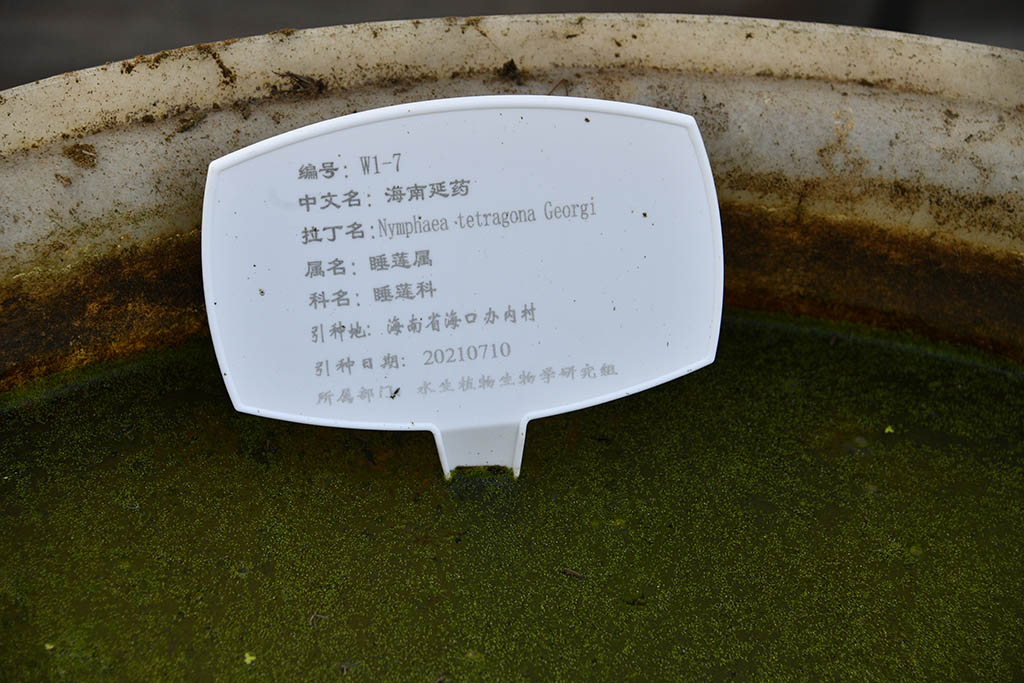 编号: W1-7
中文名: 海南延药
拉丁名:Nymphaea tetragona Georgi
属名: 睡莲属
科名: 睡莲科
引种地: 海南省海口办内村
引种日期: 20210710
所属部门: 水生植物生物学研究组